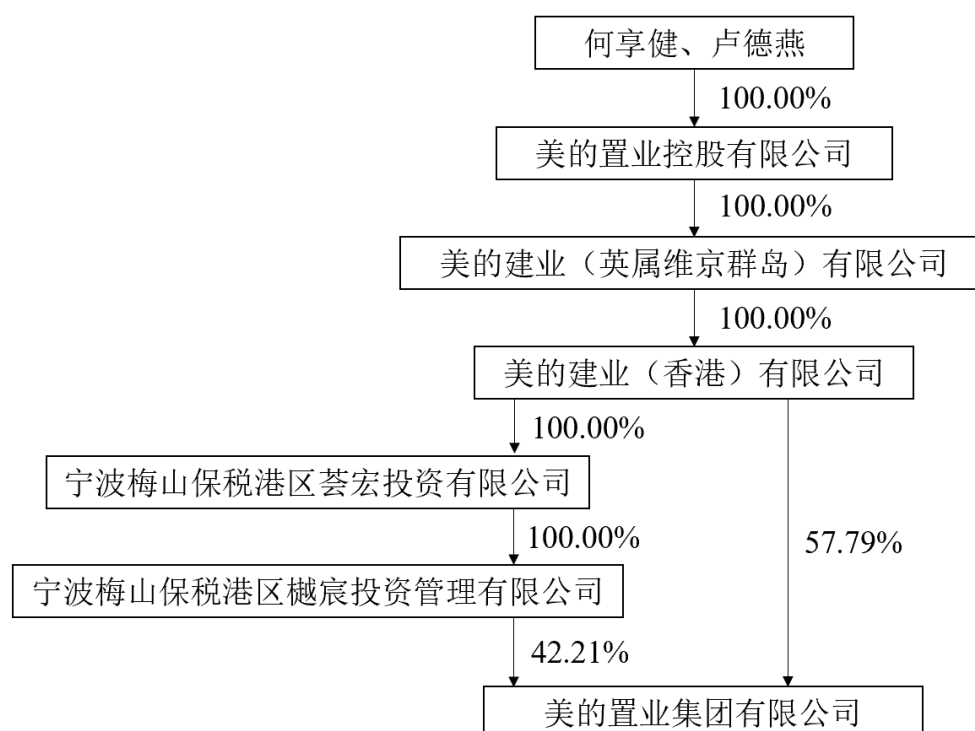 何享健、卢德燕
100.00%
美的置业控股有限公司
100.00%
美的建业（英属维京群岛）有限公司
100.00%
美的建业（香港）有限公司
100.00%
宁波梅山保税港区荟宏投资有限公司
100.00%
57.79%
宁波梅山保税港区樾宸投资管理有限公司
42.21%
美的置业集团有限公司